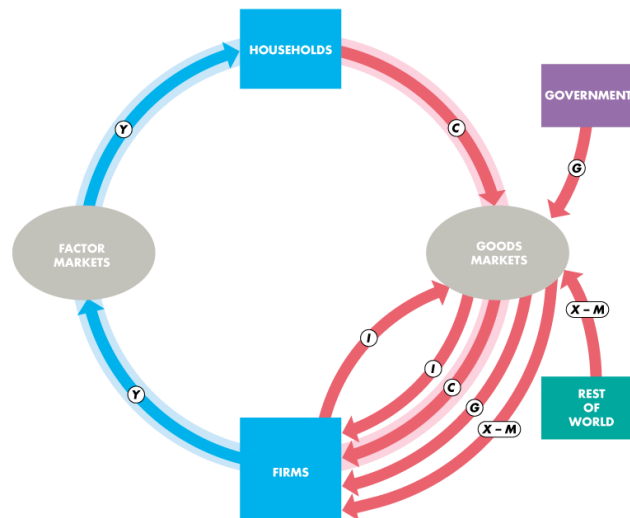 HOUSEHOLDS
GOVERNMENT
Y
C
G
FACTOR
MARKETS
GOODS
MARKETS
X – M
I
I
C
Y
G
X – M
REST
OF
WORLD
FIRMS